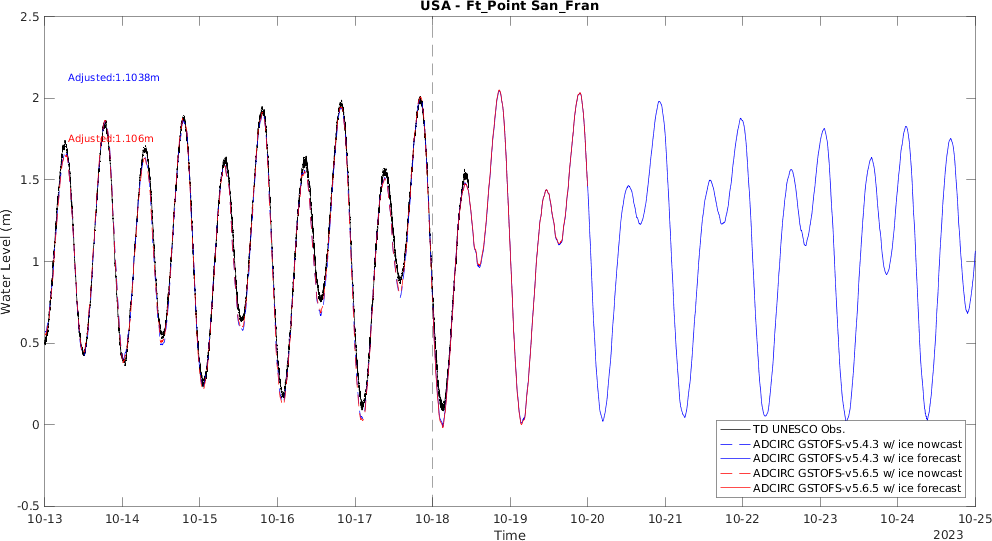 USA - Ft_Point San_Fran
2.5
2
1.5
1
0.5
0
-0.5
Water Level (m)
Adjusted:1.1038m
Adjusted:1.106m
TD UNESCO Obs.
ADCIRC GSTOFS-v5.4.3 w/ ice nowcast
ADCIRC GSTOFS-v5.4.3 w/ ice forecast
ADCIRC GSTOFS-v5.6.5 w/ ice nowcast
ADCIRC GSTOFS-v5.6.5 w/ ice forecast
10-13 10-14 10-15 10-16 10-17 10-18 10-19 10-20 10-21 10-22 10-23 10-24 10-25
Time
2023